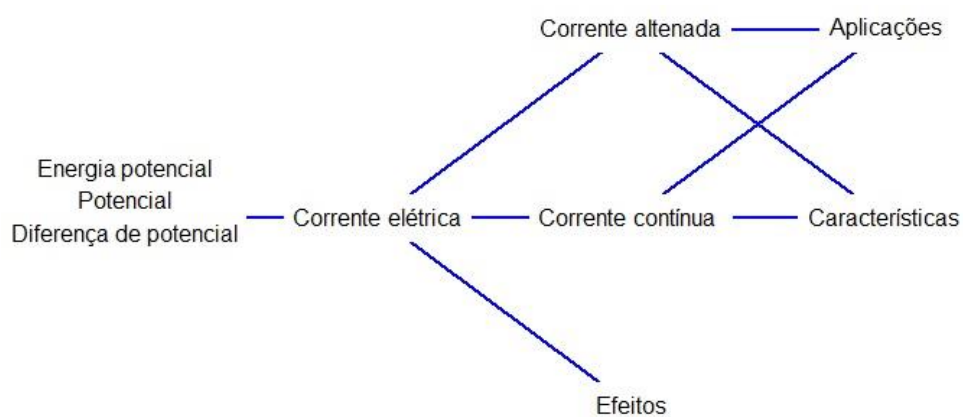 Corrente altenada
Aplicações
Energia potencial
Potencial
Diferença de potencial
Corrente elétrica
Corrente contínua
Características
Efeitos